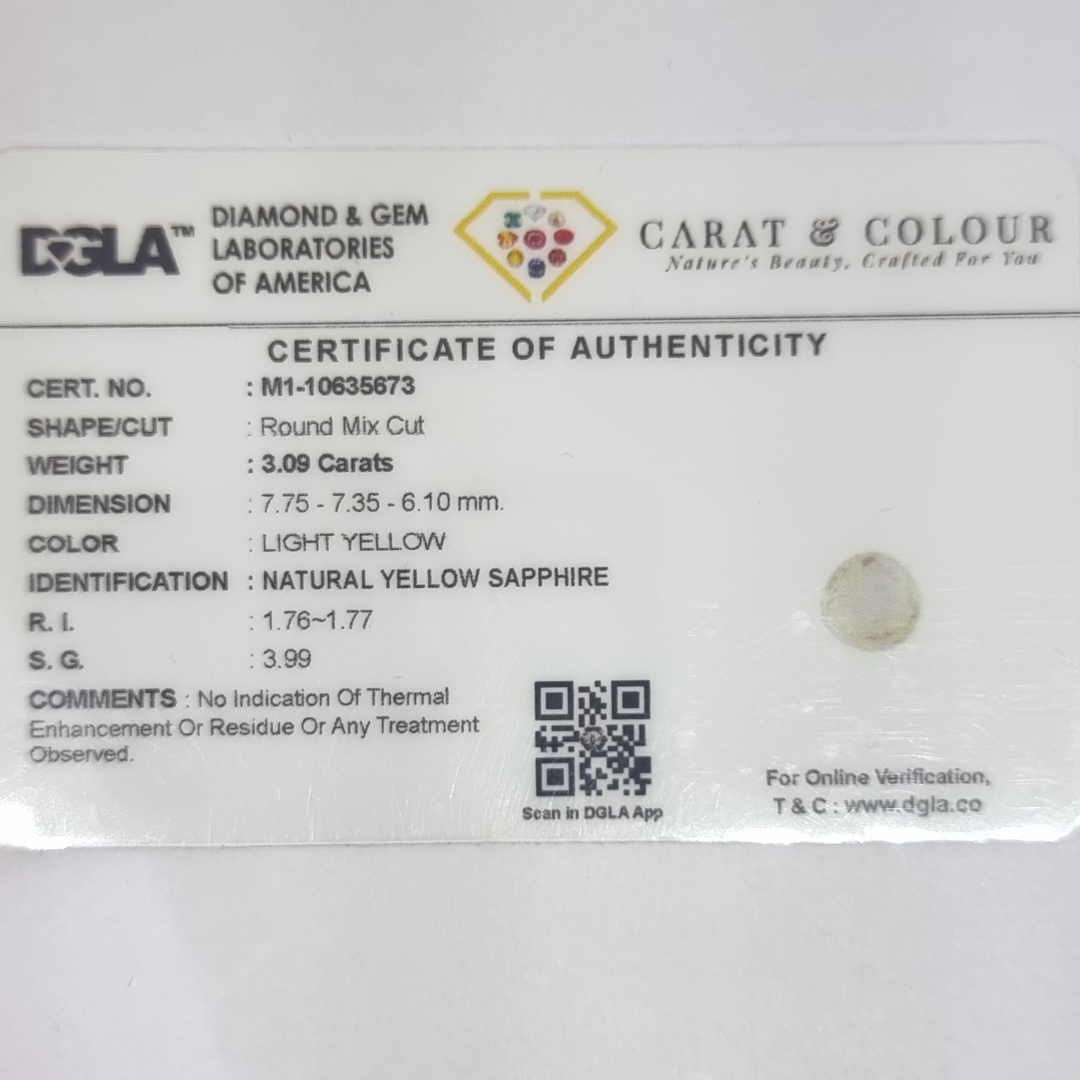 DGLA™
DIAMOND & GEM
LABORATORIES
OF AMERICA
CARAT & COLOUR
Nature's Beauty, Crafted For You
CERTIFICATE OF AUTHENTICITY
CERT. NO. : M1-10635673
SHAPE/CUT : Round Mix Cut
WEIGHT : 3.09 Carats
DIMENSION : 7.75 - 7.35 - 6.10 mm.
COLOR : LIGHT YELLOW
IDENTIFICATION : NATURAL YELLOW SAPPHIRE
R. I. : 1.76~1.77
S. G. : 3.99
COMMENTS : No Indication Of Thermal
Enhancement Or Residue Or Any Treatment
Observed.
Scan in DGLA App
For Online Verification,
T & C : www.dgla.co